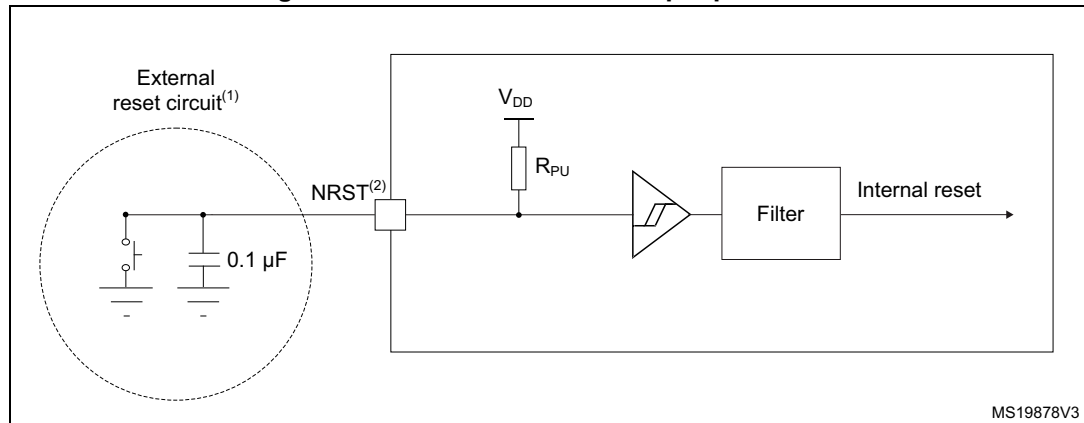 External
reset circuit(1)
VDD
RPU
NRST(2)
0.1 µF
Filter
Internal reset
MS19878V3